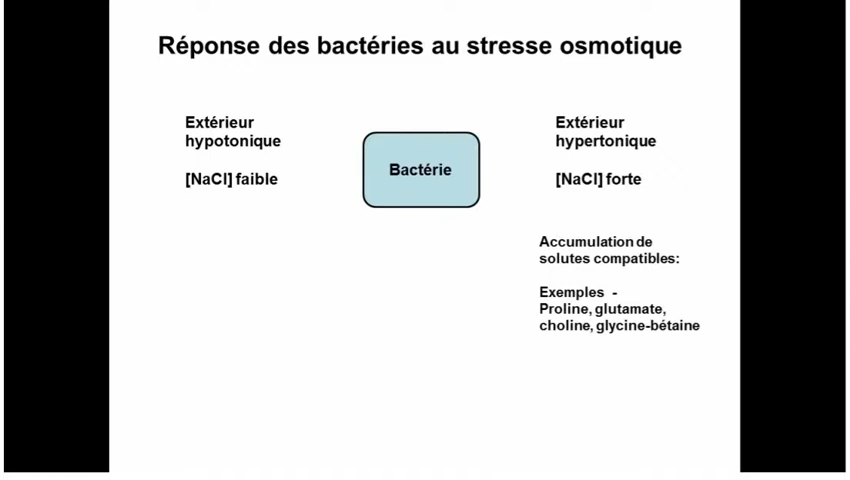 Réponse des bactéries au stresse osmotique
Extérieur
hypotonique
[NaCl] faible
Bactérie
Extérieur
hypertonique
[NaCl] forte
Accumulation de
solutes compatibles:
Exemples -
Proline, glutamate,
choline, glycine-bétaine